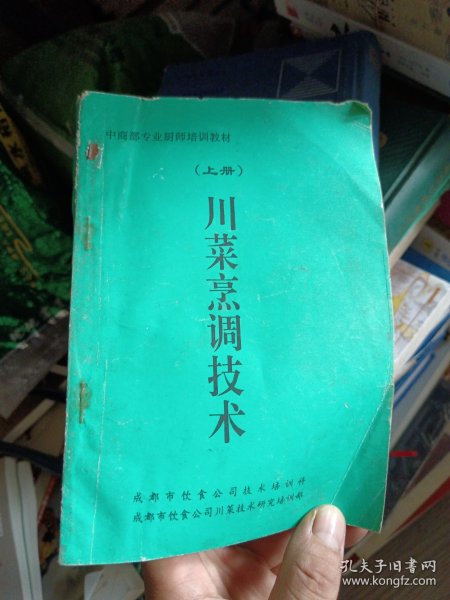 中商部专业厨师培训教材
（上册）
川菜烹调技术
成都市饮食公司技术培训科
成都市饮食公司川菜技术研究培训部
孔夫子旧书网
www.kongfz.com